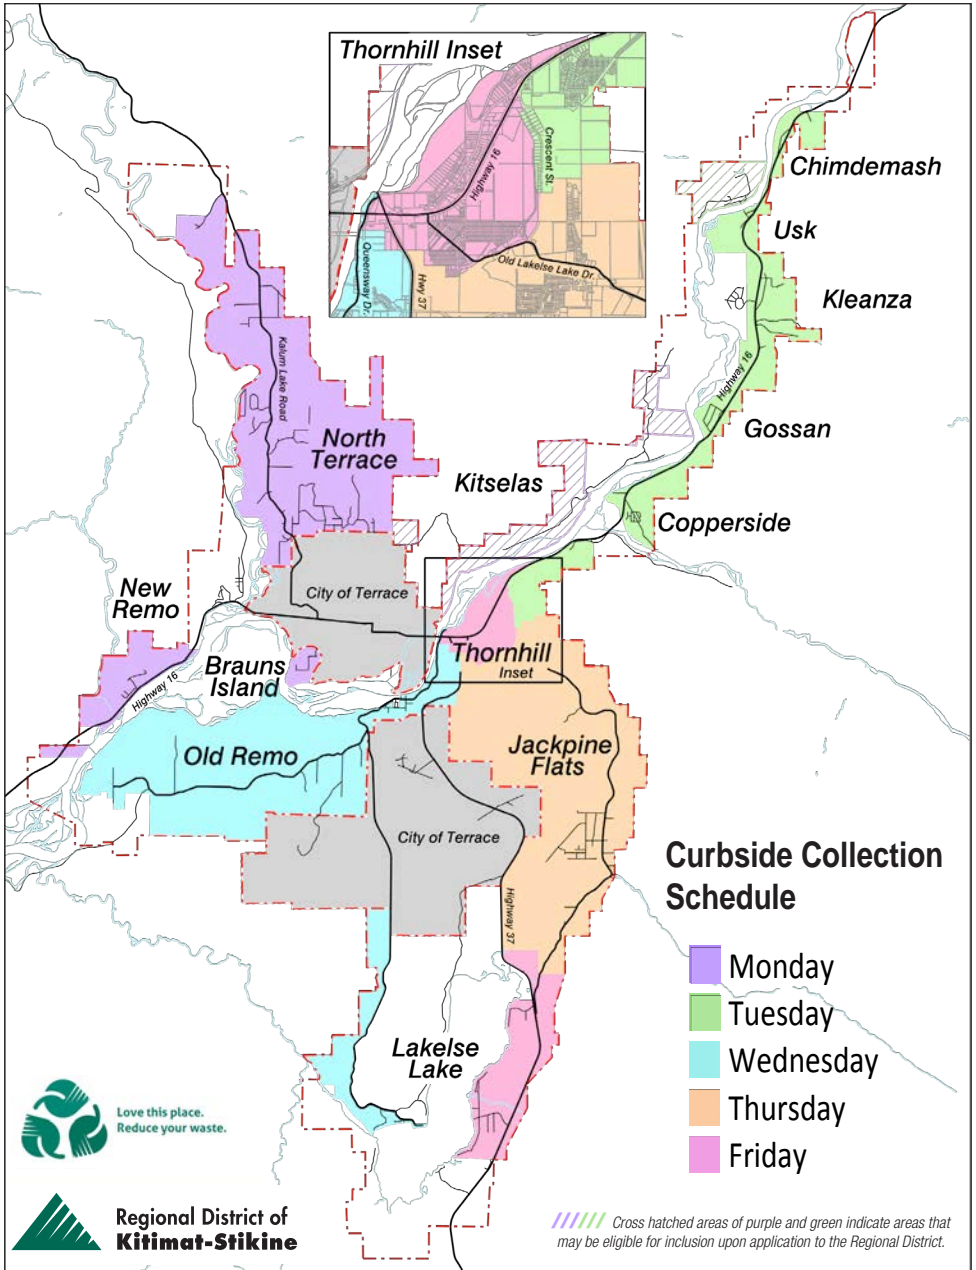 Thornhill Inset
Highway 16
Crescent St.
Queensway Dr.
Hwy 37
Old Lakelse Lake Dr.
Chimdemash
Usk
Kleanza
Highway 16
Gossan
Copperside
Kitselas
Kalum Lake Road
North
Terrace
New
Remo
City of Terrace
Highway 16
Brauns
Island
Thornhill
Inset
Old Remo
Jackpine
Flats
City of Terrace
Highway 37
Lakelse
Lake
Curbside Collection
Schedule
Monday
Tuesday
Wednesday
Thursday
Friday
Love this place.
Reduce your waste.
Regional District of
Kitimat-Stikine
Cross hatched areas of purple and green indicate areas that
may be eligible for inclusion upon application to the Regional District.